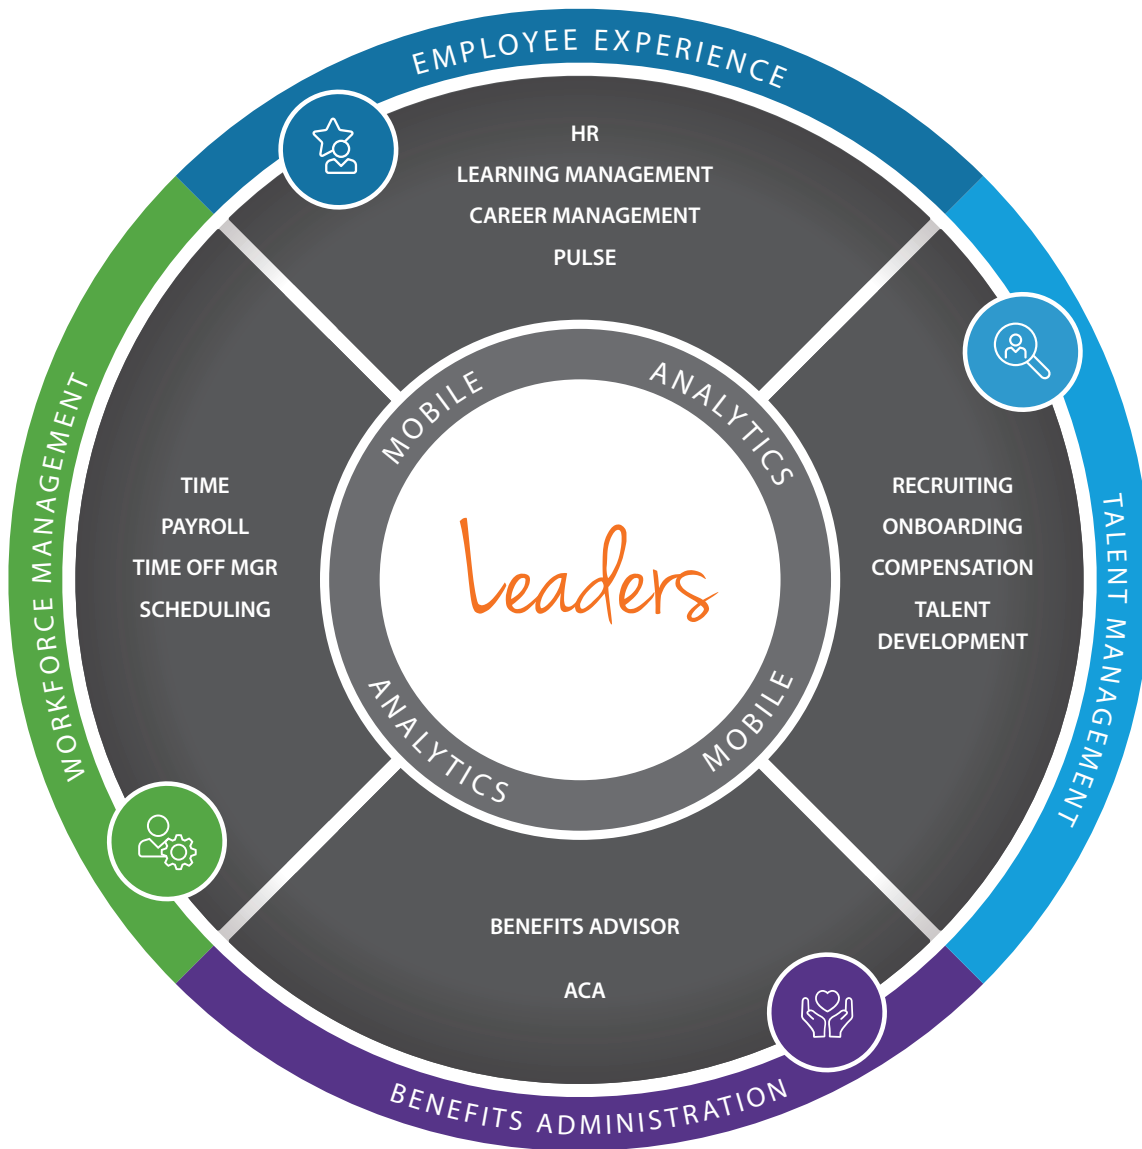 EMPLOYEE EXPERIENCE
HR
LEARNING MANAGEMENT
CAREER MANAGEMENT
PULSE
MOBILE
ANALYTICS
WORKFORCE MANAGEMENT
TIME
PAYROLL
TIME OFF MGR
SCHEDULING
Leaders
RECRUITING
ONBOARDING
COMPENSATION
TALENT
DEVELOPMENT
TALENT MANAGEMENT
ANALYTICS
MOBILE
BENEFITS ADVISOR
ACA
BENEFITS ADMINISTRATION